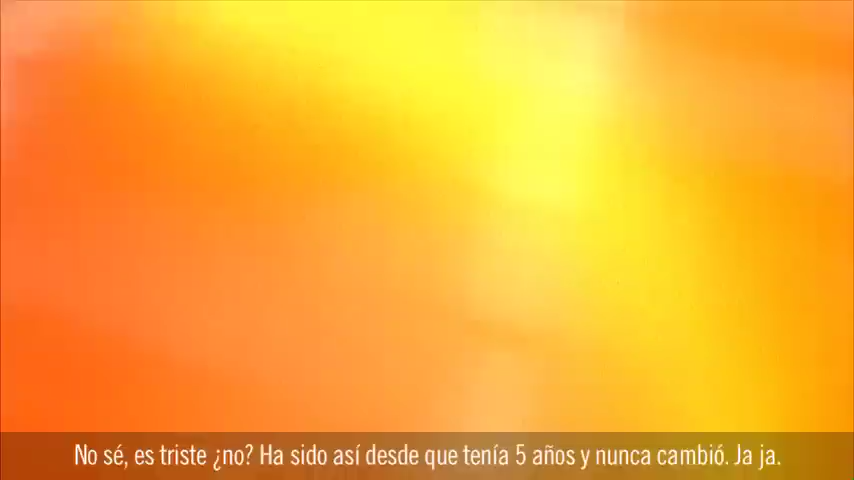 No sé, es triste ¿no? Ha sido así desde que tenía 5 años y nunca cambió. Ja ja.